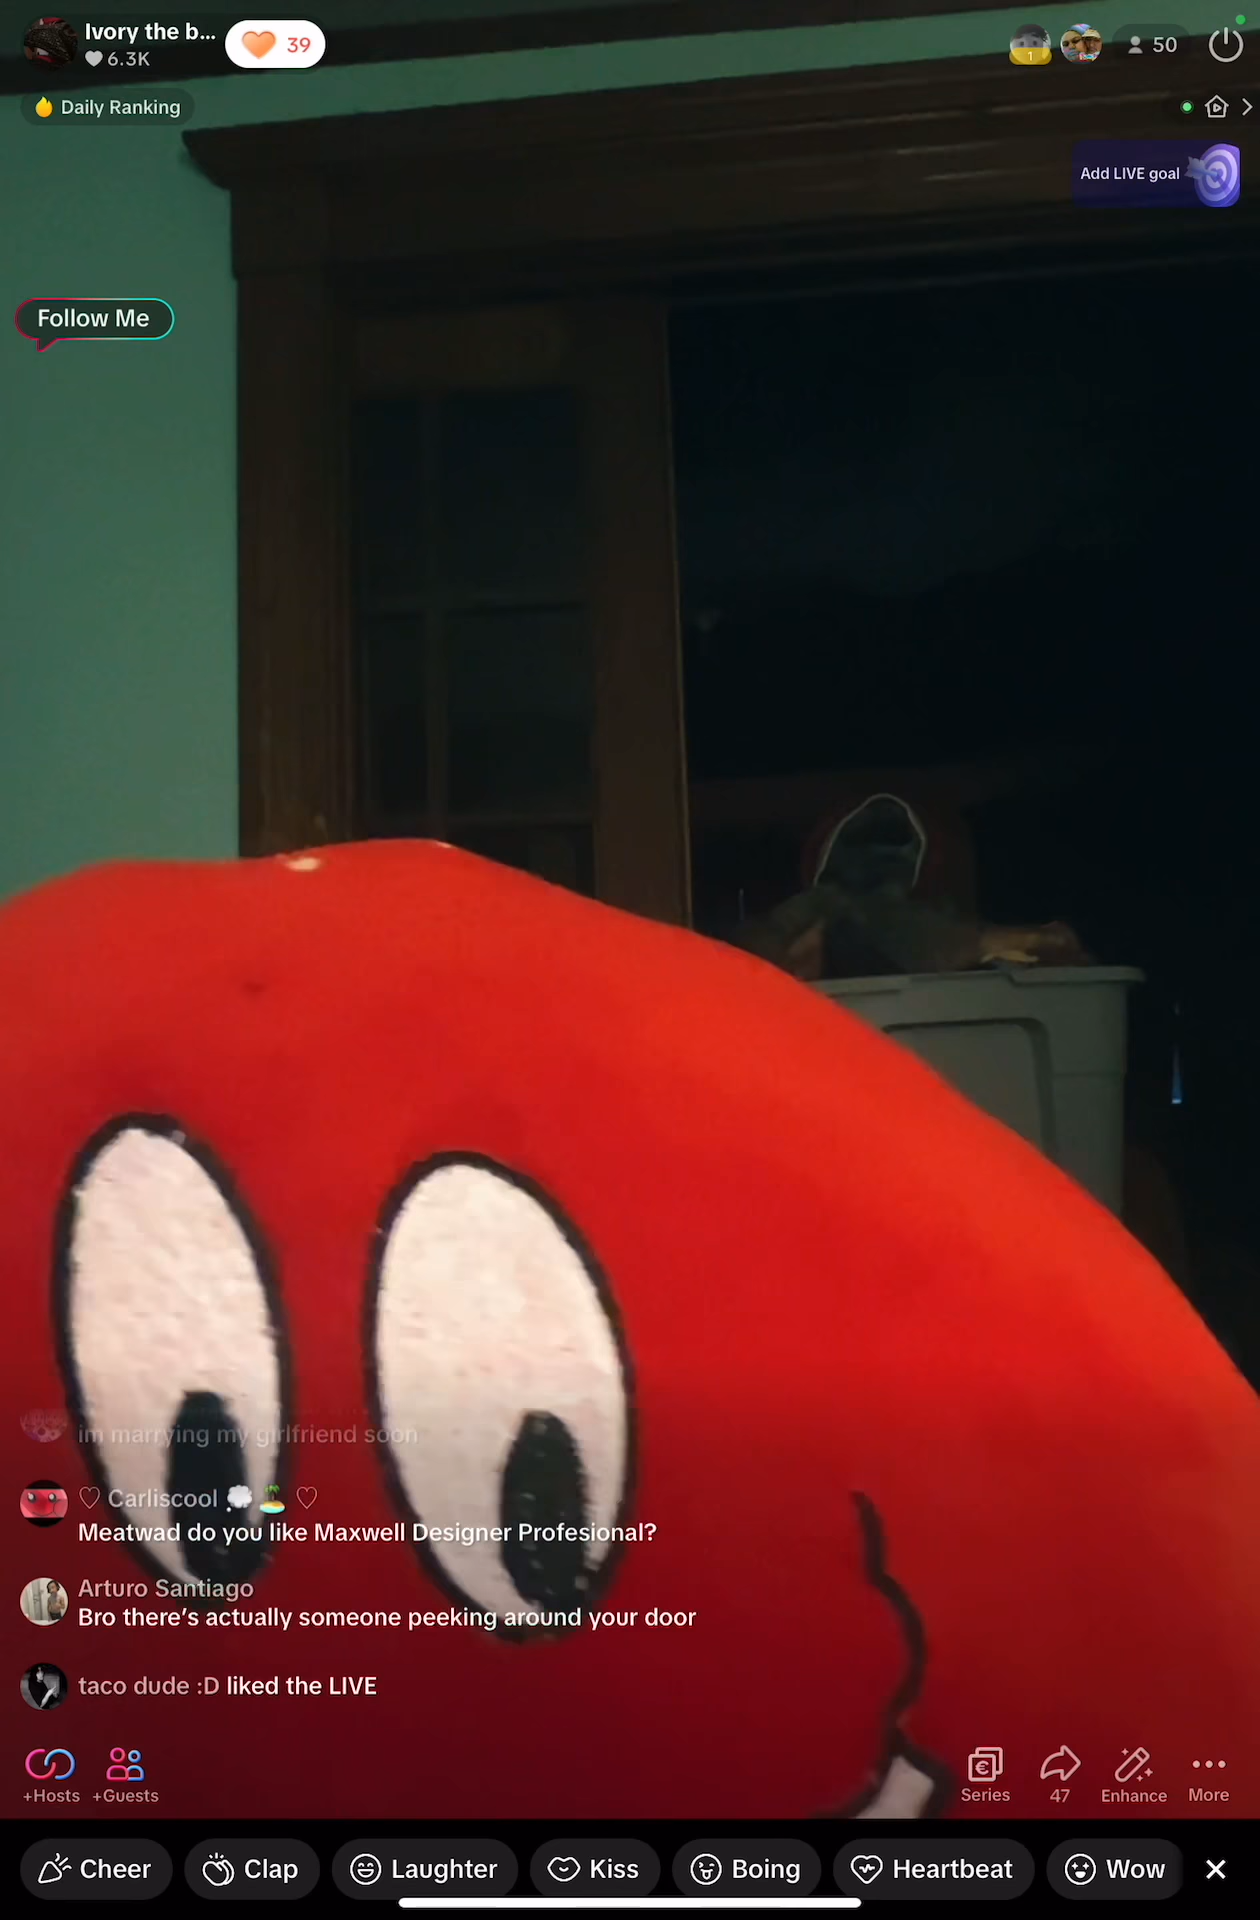 Ivory the b...
6.3K
39
1
50
Daily Ranking
Add LIVE goal
Follow Me
im marrying my girlfriend soon
♡ Carliscool 💭🏝️ ♡
Meatwad do you like Maxwell Designer Profesional?
Arturo Santiago
Bro there's actually someone peeking around your door
taco dude :D liked the LIVE
+Hosts
+Guests
Series
47
Enhance
More
Cheer
Clap
Laughter
Kiss
Boing
Heartbeat
Wow